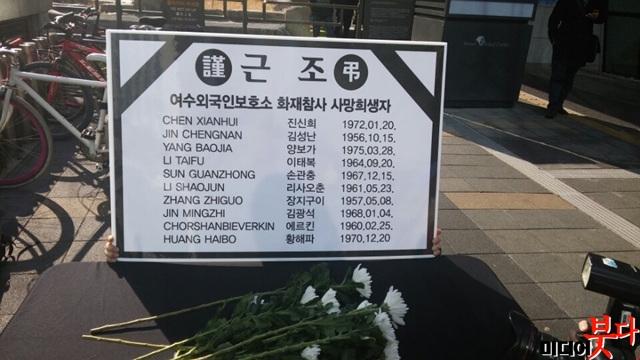 謹 근 조 弔
여수외국인보호소 화재참사 사망희생자
CHEN XIANHUI 진신희 1972.01.20.
JIN CHENGNAN 김성난 1956.10.15.
YANG BAOJIA 양보가 1975.03.28.
LI TAIFU 이태복 1964.09.20.
SUN GUANZHONG 손관충 1967.12.15.
LI SHAOJUN 리사오춘 1961.05.23.
ZHANG ZHIGUO 장지구이 1957.05.08.
JIN MINGZHI 김광석 1968.01.04.
CHORSHANBIEVERKIN 에르킨 1960.02.25.
HUANG HAIBO 황해파 1970.12.20
미디어 붓다